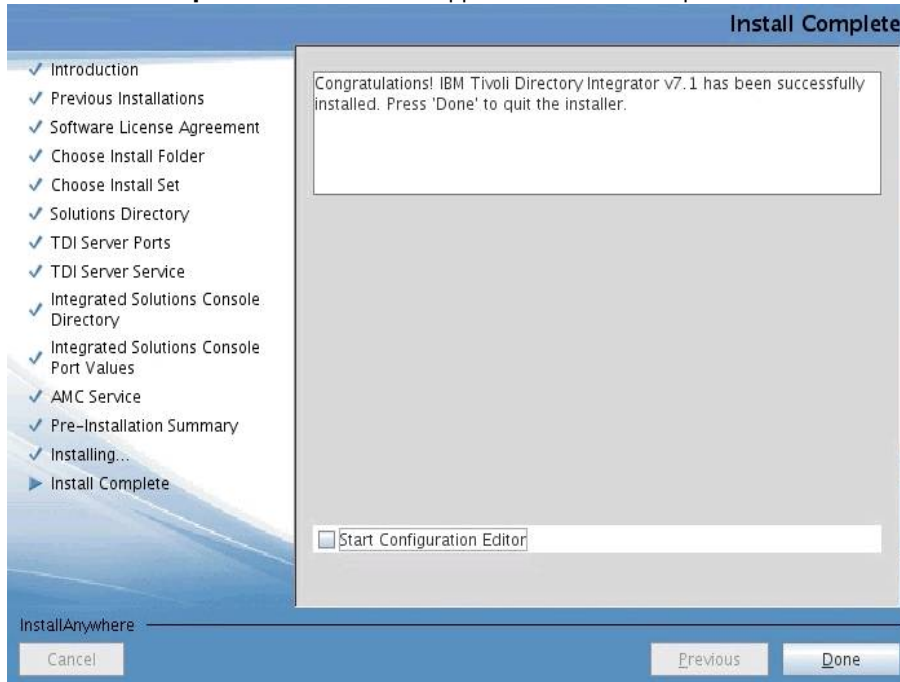 Install Complete
Introduction
Previous Installations
Software License Agreement
Choose Install Folder
Choose Install Set
Solutions Directory
TDI Server Ports
TDI Server Service
Integrated Solutions Console
Directory
Integrated Solutions Console
Port Values
AMC Service
Pre-Installation Summary
Installing...
Install Complete
Congratulations! IBM Tivoli Directory Integrator v7.1 has been successfully
installed. Press 'Done' to quit the installer.
Start Configuration Editor
InstallAnywhere
Cancel
Previous
Done